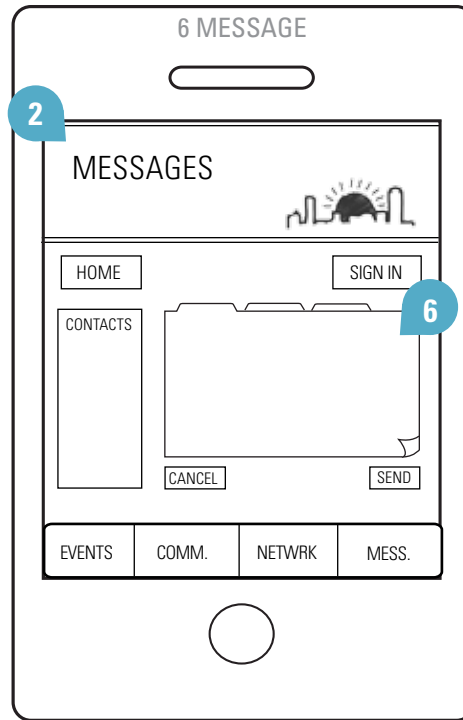 6 MESSAGE
2
MESSAGES
HOME
SIGN IN
6
CONTACTS
CANCEL
SEND
EVENTS
COMM.
NETWRK
MESS.